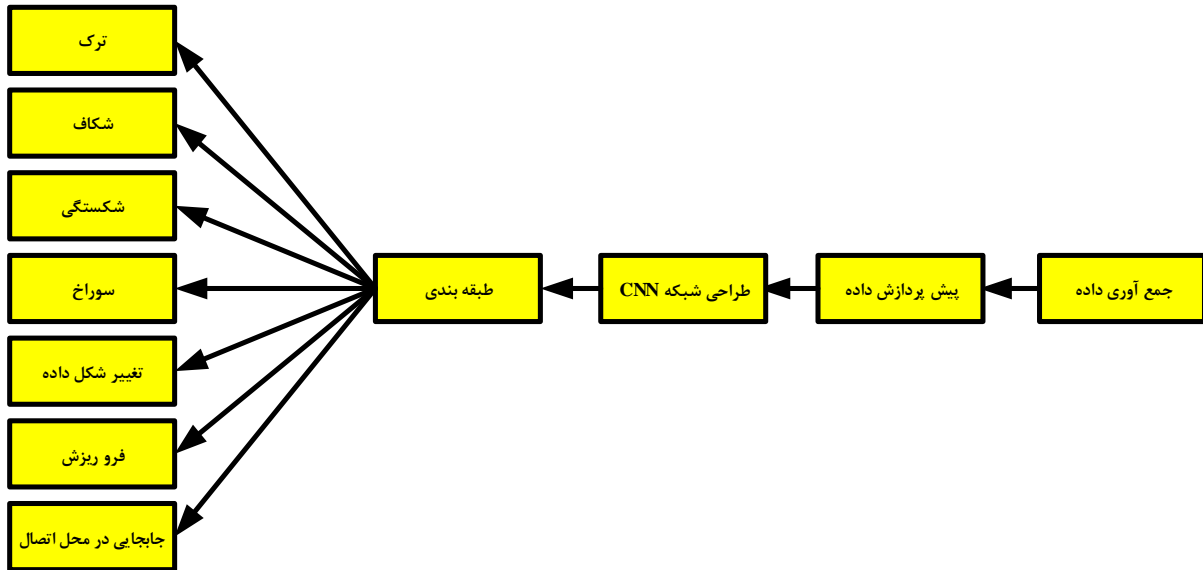 جمع آوری داده
پیش پردازش داده
طراحی شبکه CNN
طبقه بندی
ترک
شکاف
شکستگی
سوراخ
تغییر شکل داده
فرو ریزش
جابجایی در محل اتصال